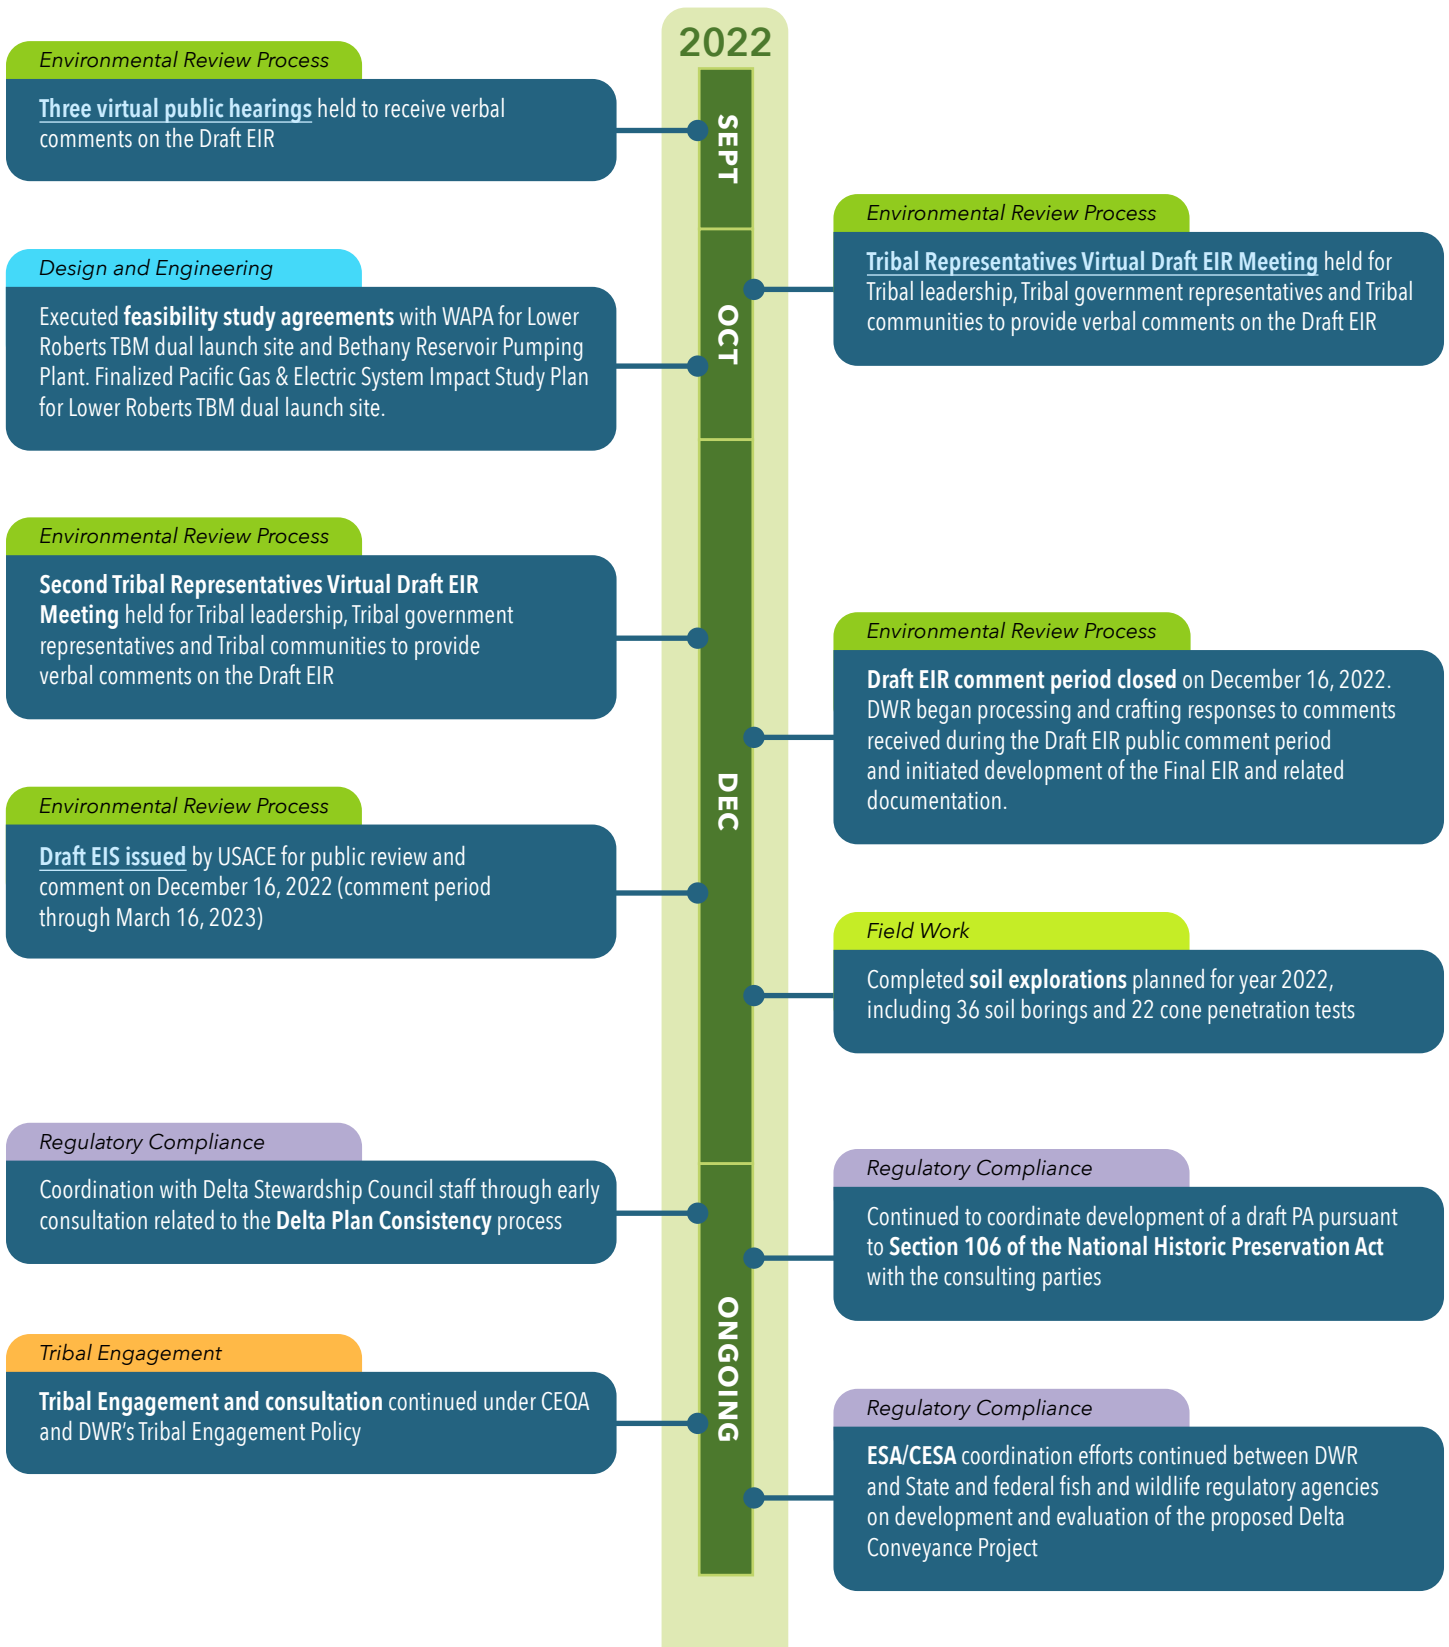 2022
SEPT
Environmental Review Process
Three virtual public hearings held to receive verbal
comments on the Draft EIR
OCT
Environmental Review Process
Tribal Representatives Virtual Draft EIR Meeting held for
Tribal leadership, Tribal government representatives and Tribal
communities to provide verbal comments on the Draft EIR
Design and Engineering
Executed feasibility study agreements with WAPA for Lower
Roberts TBM dual launch site and Bethany Reservoir Pumping
Plant. Finalized Pacific Gas & Electric System Impact Study Plan
for Lower Roberts TBM dual launch site.
DEC
Environmental Review Process
Second Tribal Representatives Virtual Draft EIR
Meeting held for Tribal leadership, Tribal government
representatives and Tribal communities to provide
verbal comments on the Draft EIR
Environmental Review Process
Draft EIR comment period closed on December 16, 2022.
DWR began processing and crafting responses to comments
received during the Draft EIR public comment period
and initiated development of the Final EIR and related
documentation.
Environmental Review Process
Draft EIS issued by USACE for public review and
comment on December 16, 2022 (comment period
through March 16, 2023)
Field Work
Completed soil explorations planned for year 2022,
including 36 soil borings and 22 cone penetration tests
ONGOING
Regulatory Compliance
Coordination with Delta Stewardship Council staff through early
consultation related to the Delta Plan Consistency process
Regulatory Compliance
Continued to coordinate development of a draft PA pursuant
to Section 106 of the National Historic Preservation Act
with the consulting parties
Tribal Engagement
Tribal Engagement and consultation continued under CEQA
and DWR's Tribal Engagement Policy
Regulatory Compliance
ESA/CESA coordination efforts continued between DWR
and State and federal fish and wildlife regulatory agencies
on development and evaluation of the proposed Delta
Conveyance Project